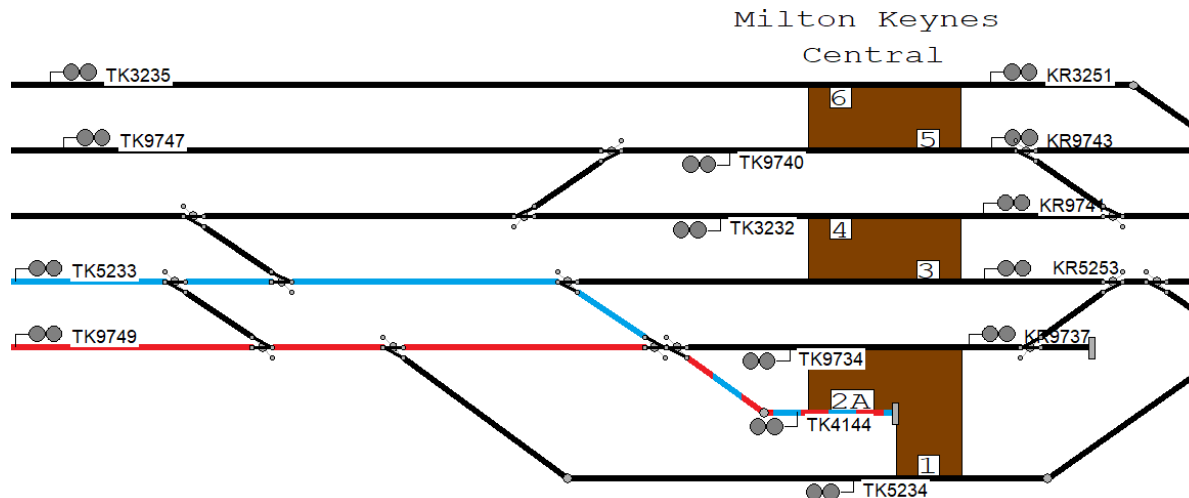 Milton Keynes
Central
TK3235
KR3251
6
TK9747
KR9743
5
TK9740
KR9741
TK3232
4
TK5233
KR5253
3
TK9749
KR9737
TK9734
2A
TK4144
1
TK5234